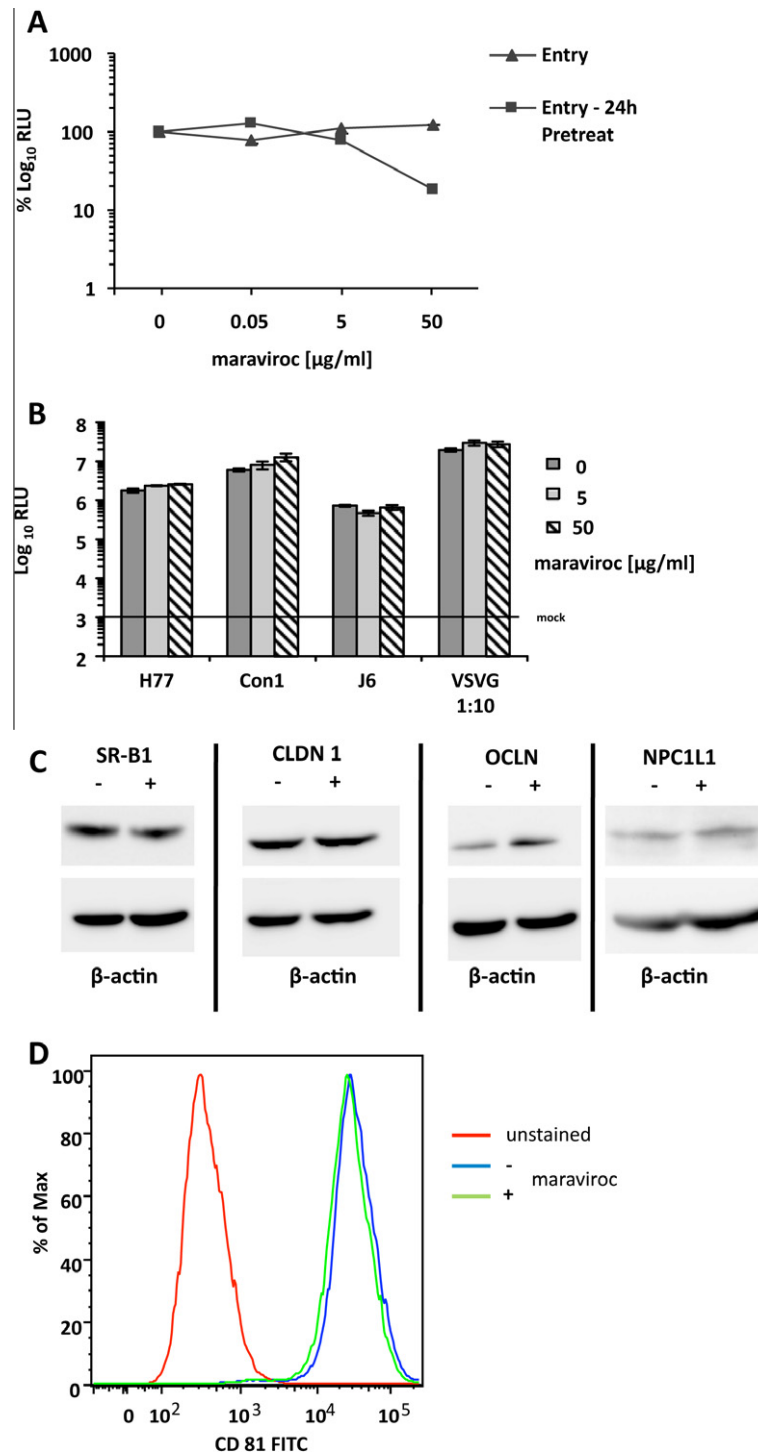 A
1000
100
10
1
% Log10 RLU
0 0.05 5 50
maraviroc [µg/ml]
Entry
Entry - 24h
Pretreat
B
8
7
6
5
4
3
2
Log 10 RLU
H77 Con1 J6 VSVG
1:10
0
5
50
maraviroc [µg/ml]
mock
C
SR-B1 CLDN 1 OCLN NPC1L1
- + - + - + - +
β-actin β-actin β-actin β-actin
D
100
80
60
40
20
0
% of Max
0 10² 10³ 10⁴ 10⁵
CD 81 FITC
unstained
-
maraviroc
+